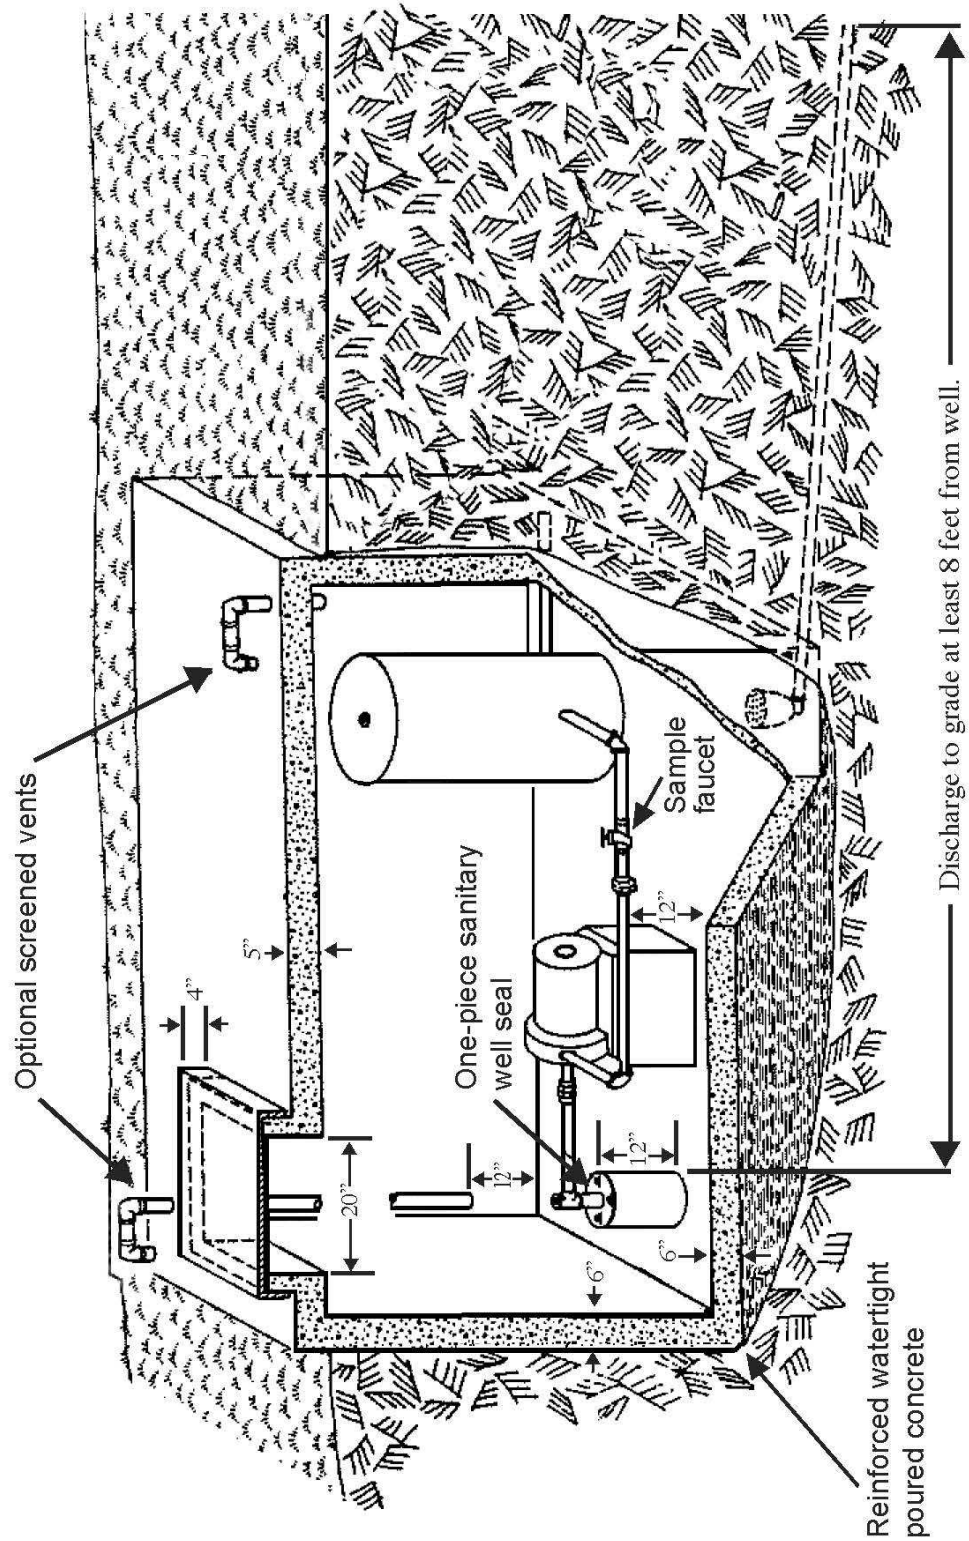 Optional screened vents
4”
5”
20”
12”
One-piece sanitary
well seal
12”
12”
Sample
faucet
6”
6”
Reinforced watertight
poured concrete
Discharge to grade at least 8 feet from well.